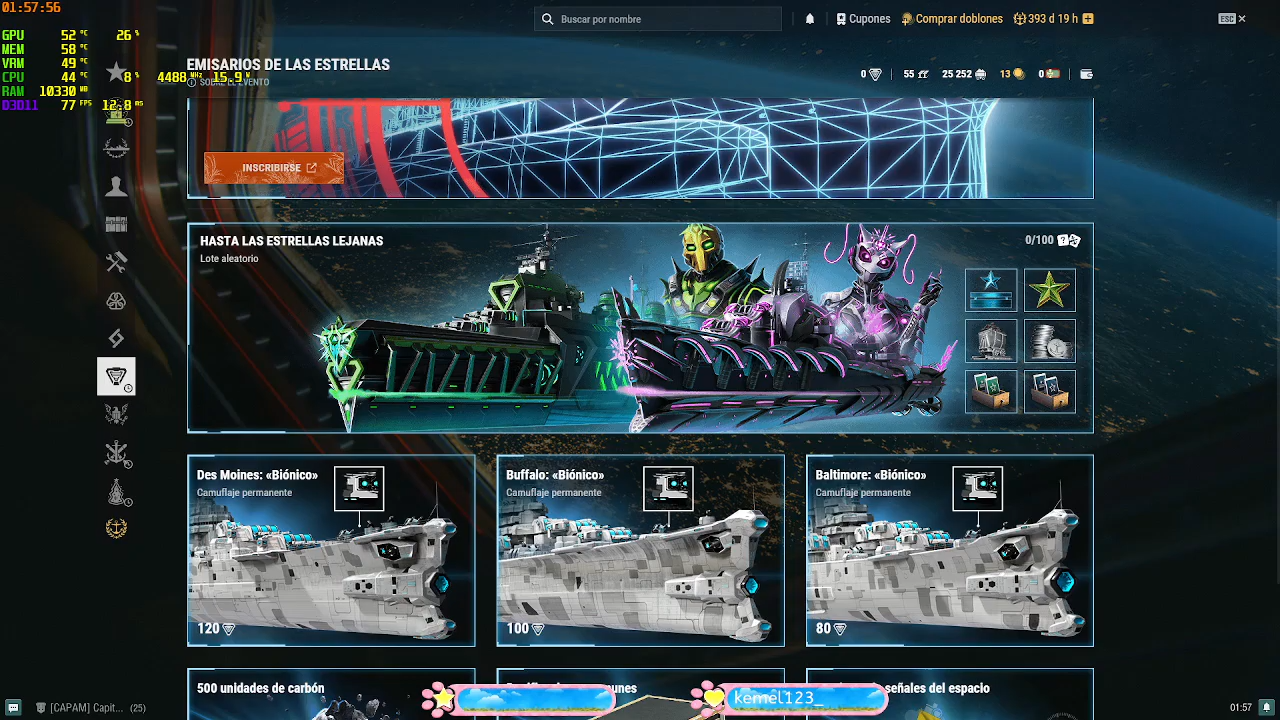 01:57:56
GPU 52 °C 26 %
MEM 58 °C
VRM 49 °C
CPU 44 °C 8 % 4488 MHz 15.9 W
RAM 10330 MB
D3D11 77 FPS 12.8 ms
Buscar por nombre
Cupones
Comprar doblones
393 d 19 h
ESC
EMISARIOS DE LAS ESTRELLAS
SOBRE EL EVENTO
0 55 25 252 13 0
INSCRIBIRSE
HASTA LAS ESTRELLAS LEJANAS
Lote aleatorio
0/100
Des Moines: «Biónico»
Camuflaje permanente
120
Buffalo: «Biónico»
Camuflaje permanente
100
Baltimore: «Biónico»
Camuflaje permanente
80
500 unidades de carbón
unes
señales del espacio
kemel123_
[CAPAM] Capit... (25)
01:57